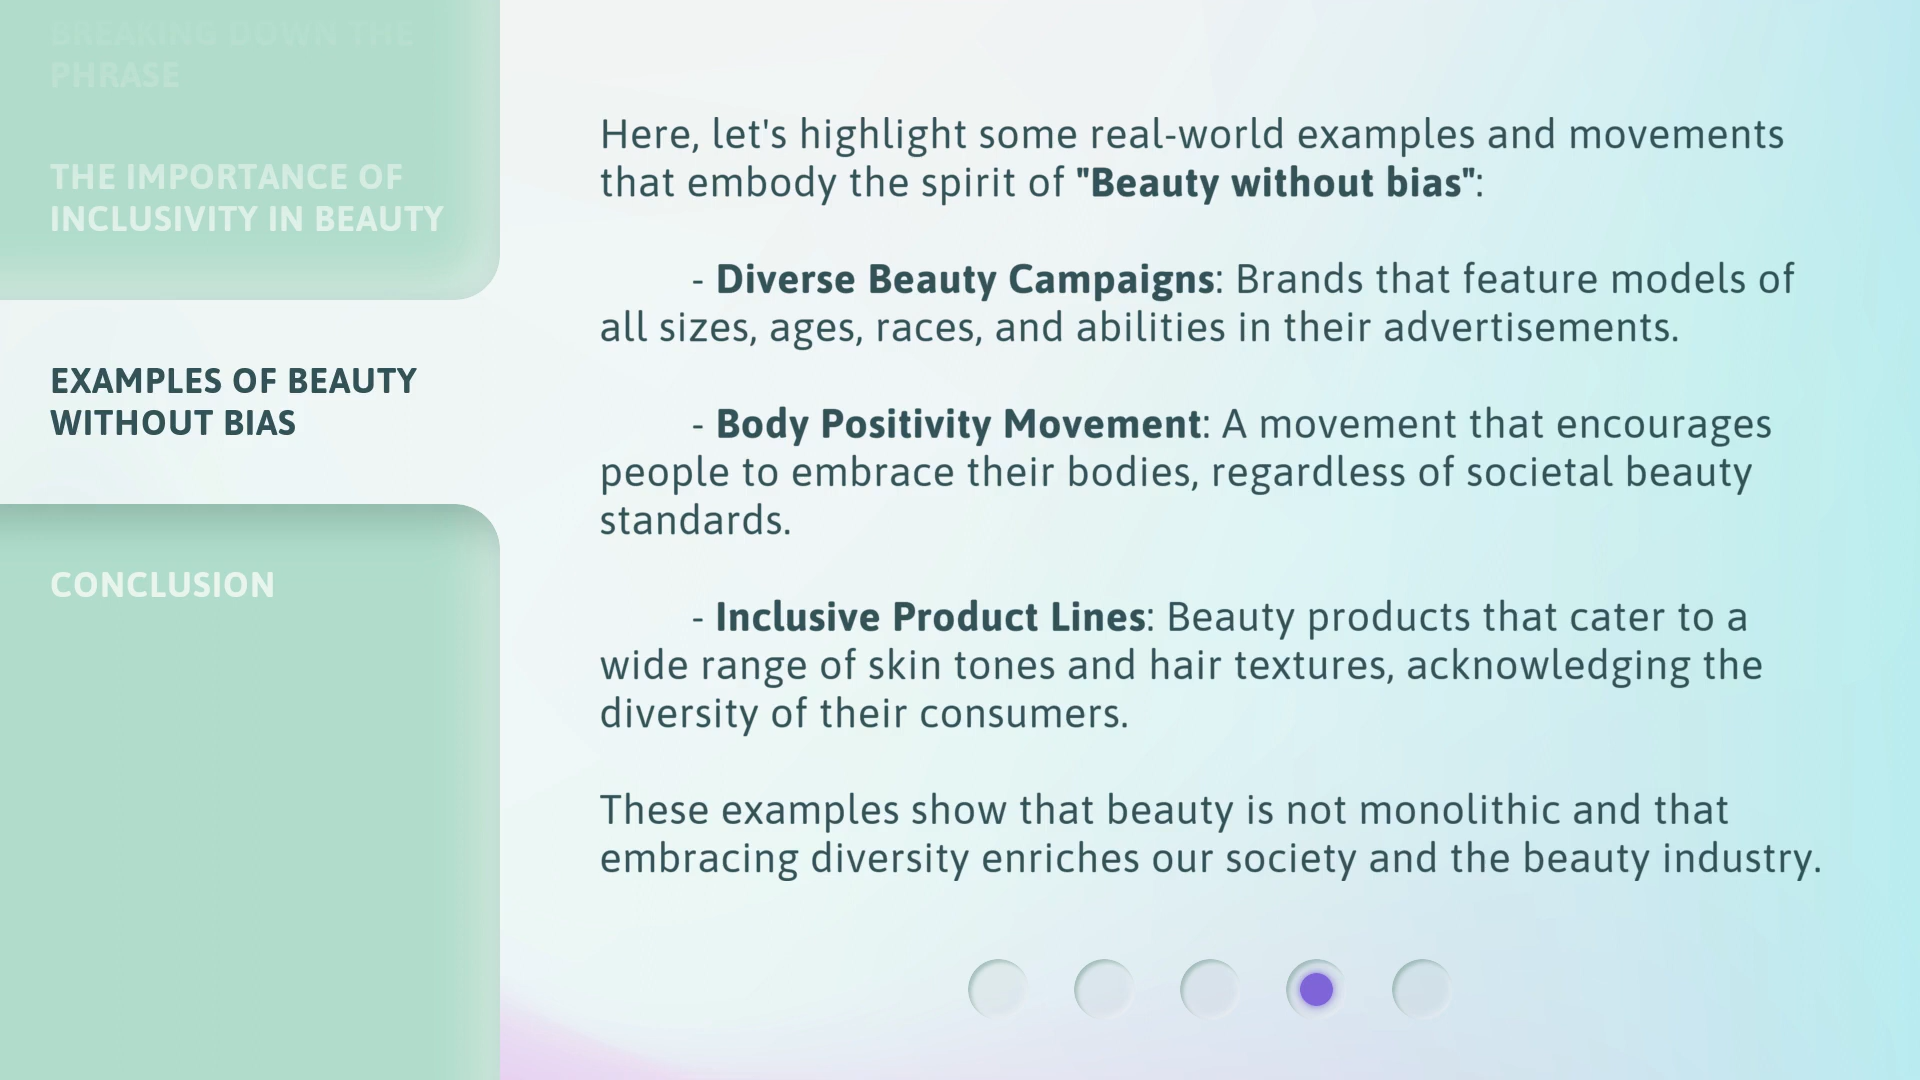 BREAKING DOWN THE
PHRASE
THE IMPORTANCE OF
INCLUSIVITY IN BEAUTY
EXAMPLES OF BEAUTY
WITHOUT BIAS
CONCLUSION
Here, let's highlight some real-world examples and movements
that embody the spirit of "Beauty without bias":
- Diverse Beauty Campaigns: Brands that feature models of
all sizes, ages, races, and abilities in their advertisements.
- Body Positivity Movement: A movement that encourages
people to embrace their bodies, regardless of societal beauty
standards.
- Inclusive Product Lines: Beauty products that cater to a
wide range of skin tones and hair textures, acknowledging the
diversity of their consumers.
These examples show that beauty is not monolithic and that
embracing diversity enriches our society and the beauty industry.